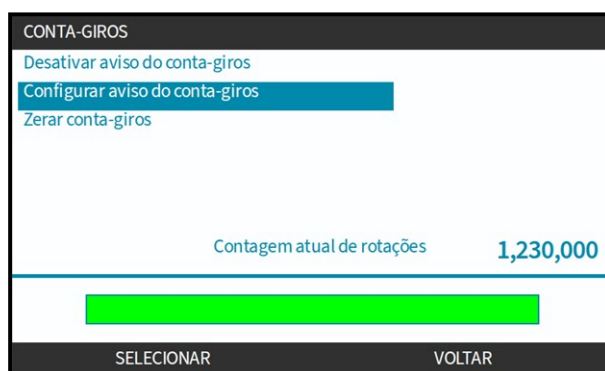 CONTA-GIROS
Desativar aviso do conta-giros
Configurar aviso do conta-giros
Zerar conta-giros
Contagem atual de rotações 1,230,000
SELECIONAR VOLTAR